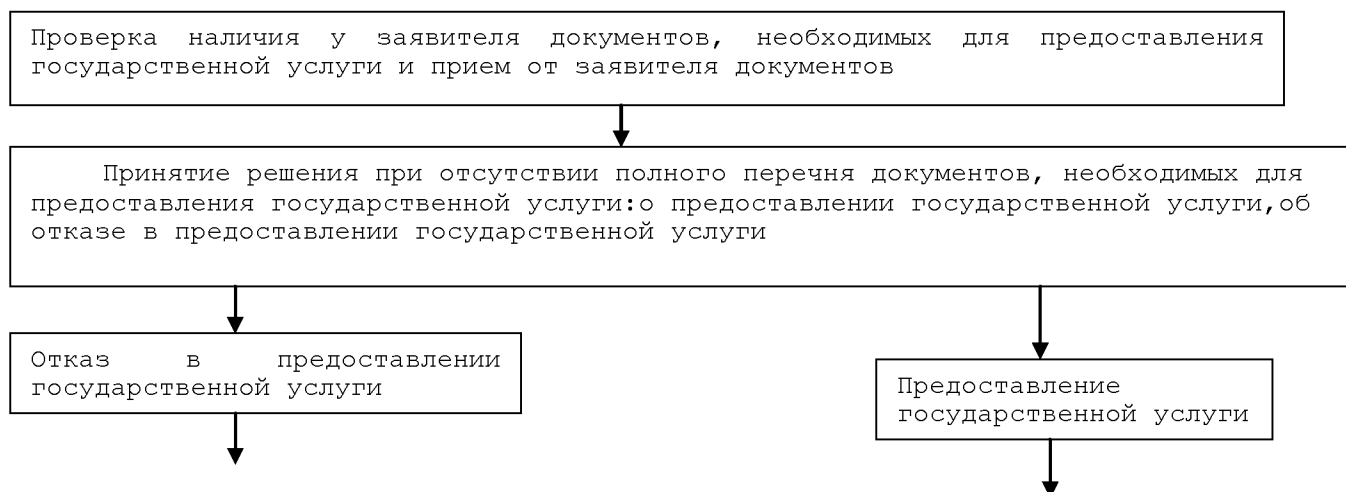 Проверка наличия у заявителя документов, необходимых для предоставления
государственной услуги и прием от заявителя документов
Принятие решения при отсутствии полного перечня документов, необходимых для
предоставления государственной услуги:о предоставлении государственной услуги,об
отказе в предоставлении государственной услуги
Отказ в предоставлении
государственной услуги
Предоставление
государственной услуги